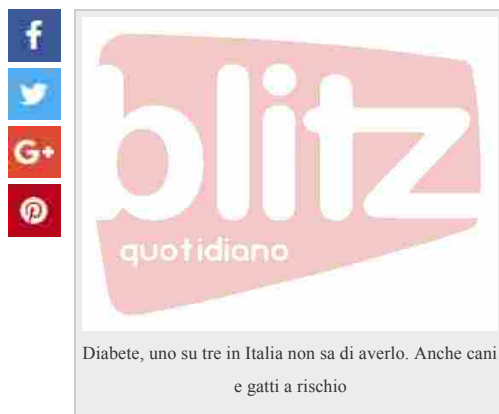 f
G+
blitz
quotidiano
Diabete, uno su tre in Italia non sa di averlo. Anche cani
e gatti a rischio